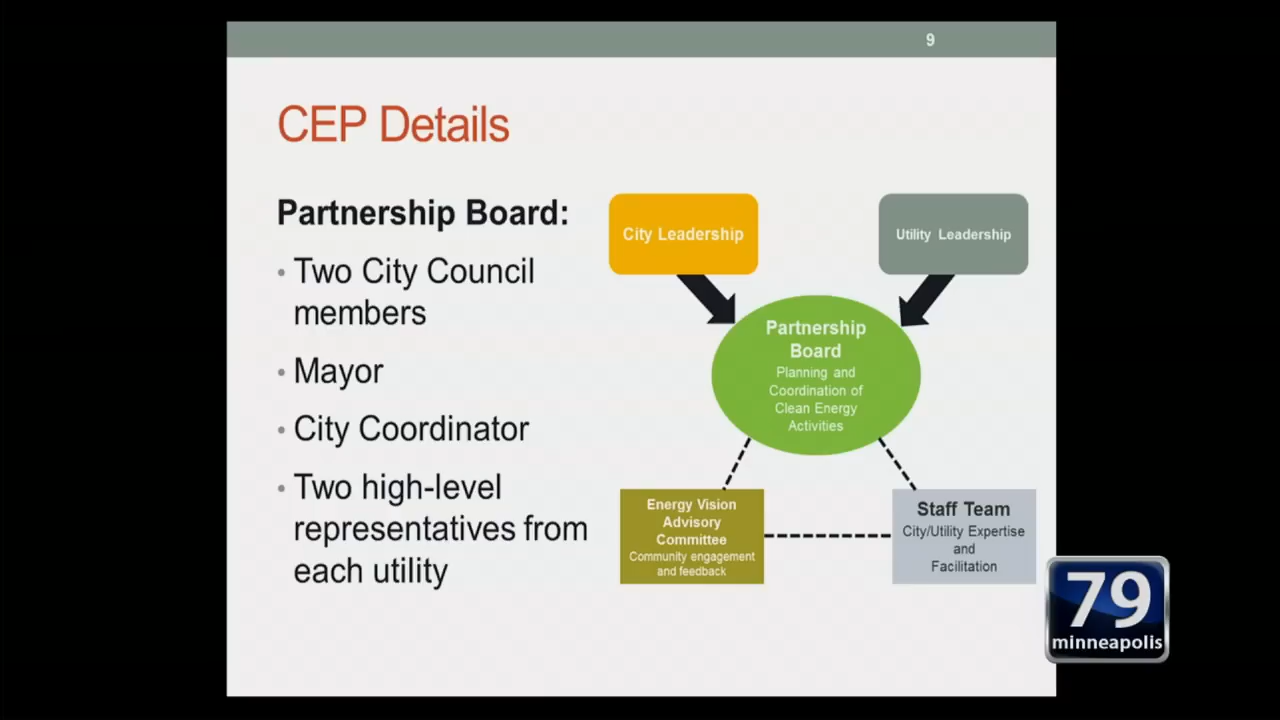 9
CEP Details
Partnership Board:
• Two City Council
members
• Mayor
• City Coordinator
• Two high-level
representatives from
each utility
City Leadership
Utility Leadership
Partnership
Board
Planning and
Coordination of
Clean Energy
Activities
Energy Vision
Advisory
Committee
Community engagement
and feedback
Staff Team
City/Utility Expertise
and
Facilitation
79
minneapolis